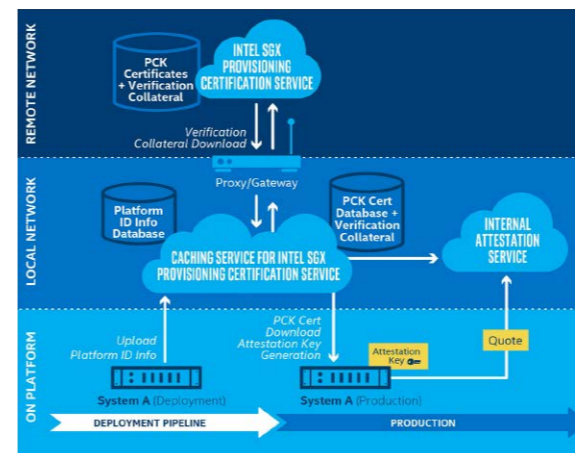 REMOTE NETWORK
PCK
Certificates
+ Verification
Collateral
INTEL SGX
PROVISIONING
CERTIFICATION SERVICE
Verification
Collateral Download
LOCAL NETWORK
Proxy/Gateway
Platform
ID Info
Database
PCK Cert
Database +
Verification
Collateral
INTERNAL
ATTESTATION
SERVICE
CACHING SERVICE FOR INTEL SGX
PROVISIONING CERTIFICATION SERVICE
ON PLATFORM
Upload
Platform ID Info
PCK Cert
Download
Attestation Key
Generation
Attestation
Key
Quote
System A (Deployment)
System A (Production)
DEPLOYMENT PIPELINE
PRODUCTION